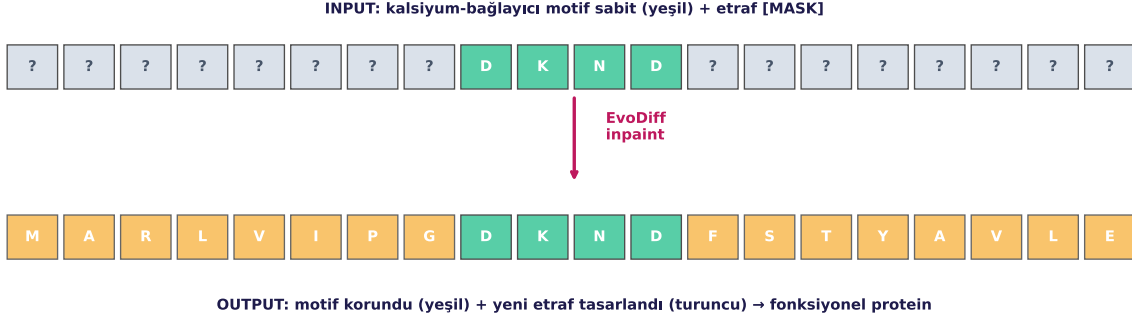 INPUT: kalsiyum-bağlayıcı motif sabit (yeşil) + etraf [MASK]
? ? ? ? ? ? ? ? D K N D ? ? ? ? ? ? ? ?
EvoDiff
inpaint
M A R L V I P G D K N D F S T Y A V L E
OUTPUT: motif korundu (yeşil) + yeni etraf tasarlandı (turuncu) → fonksiyonel protein